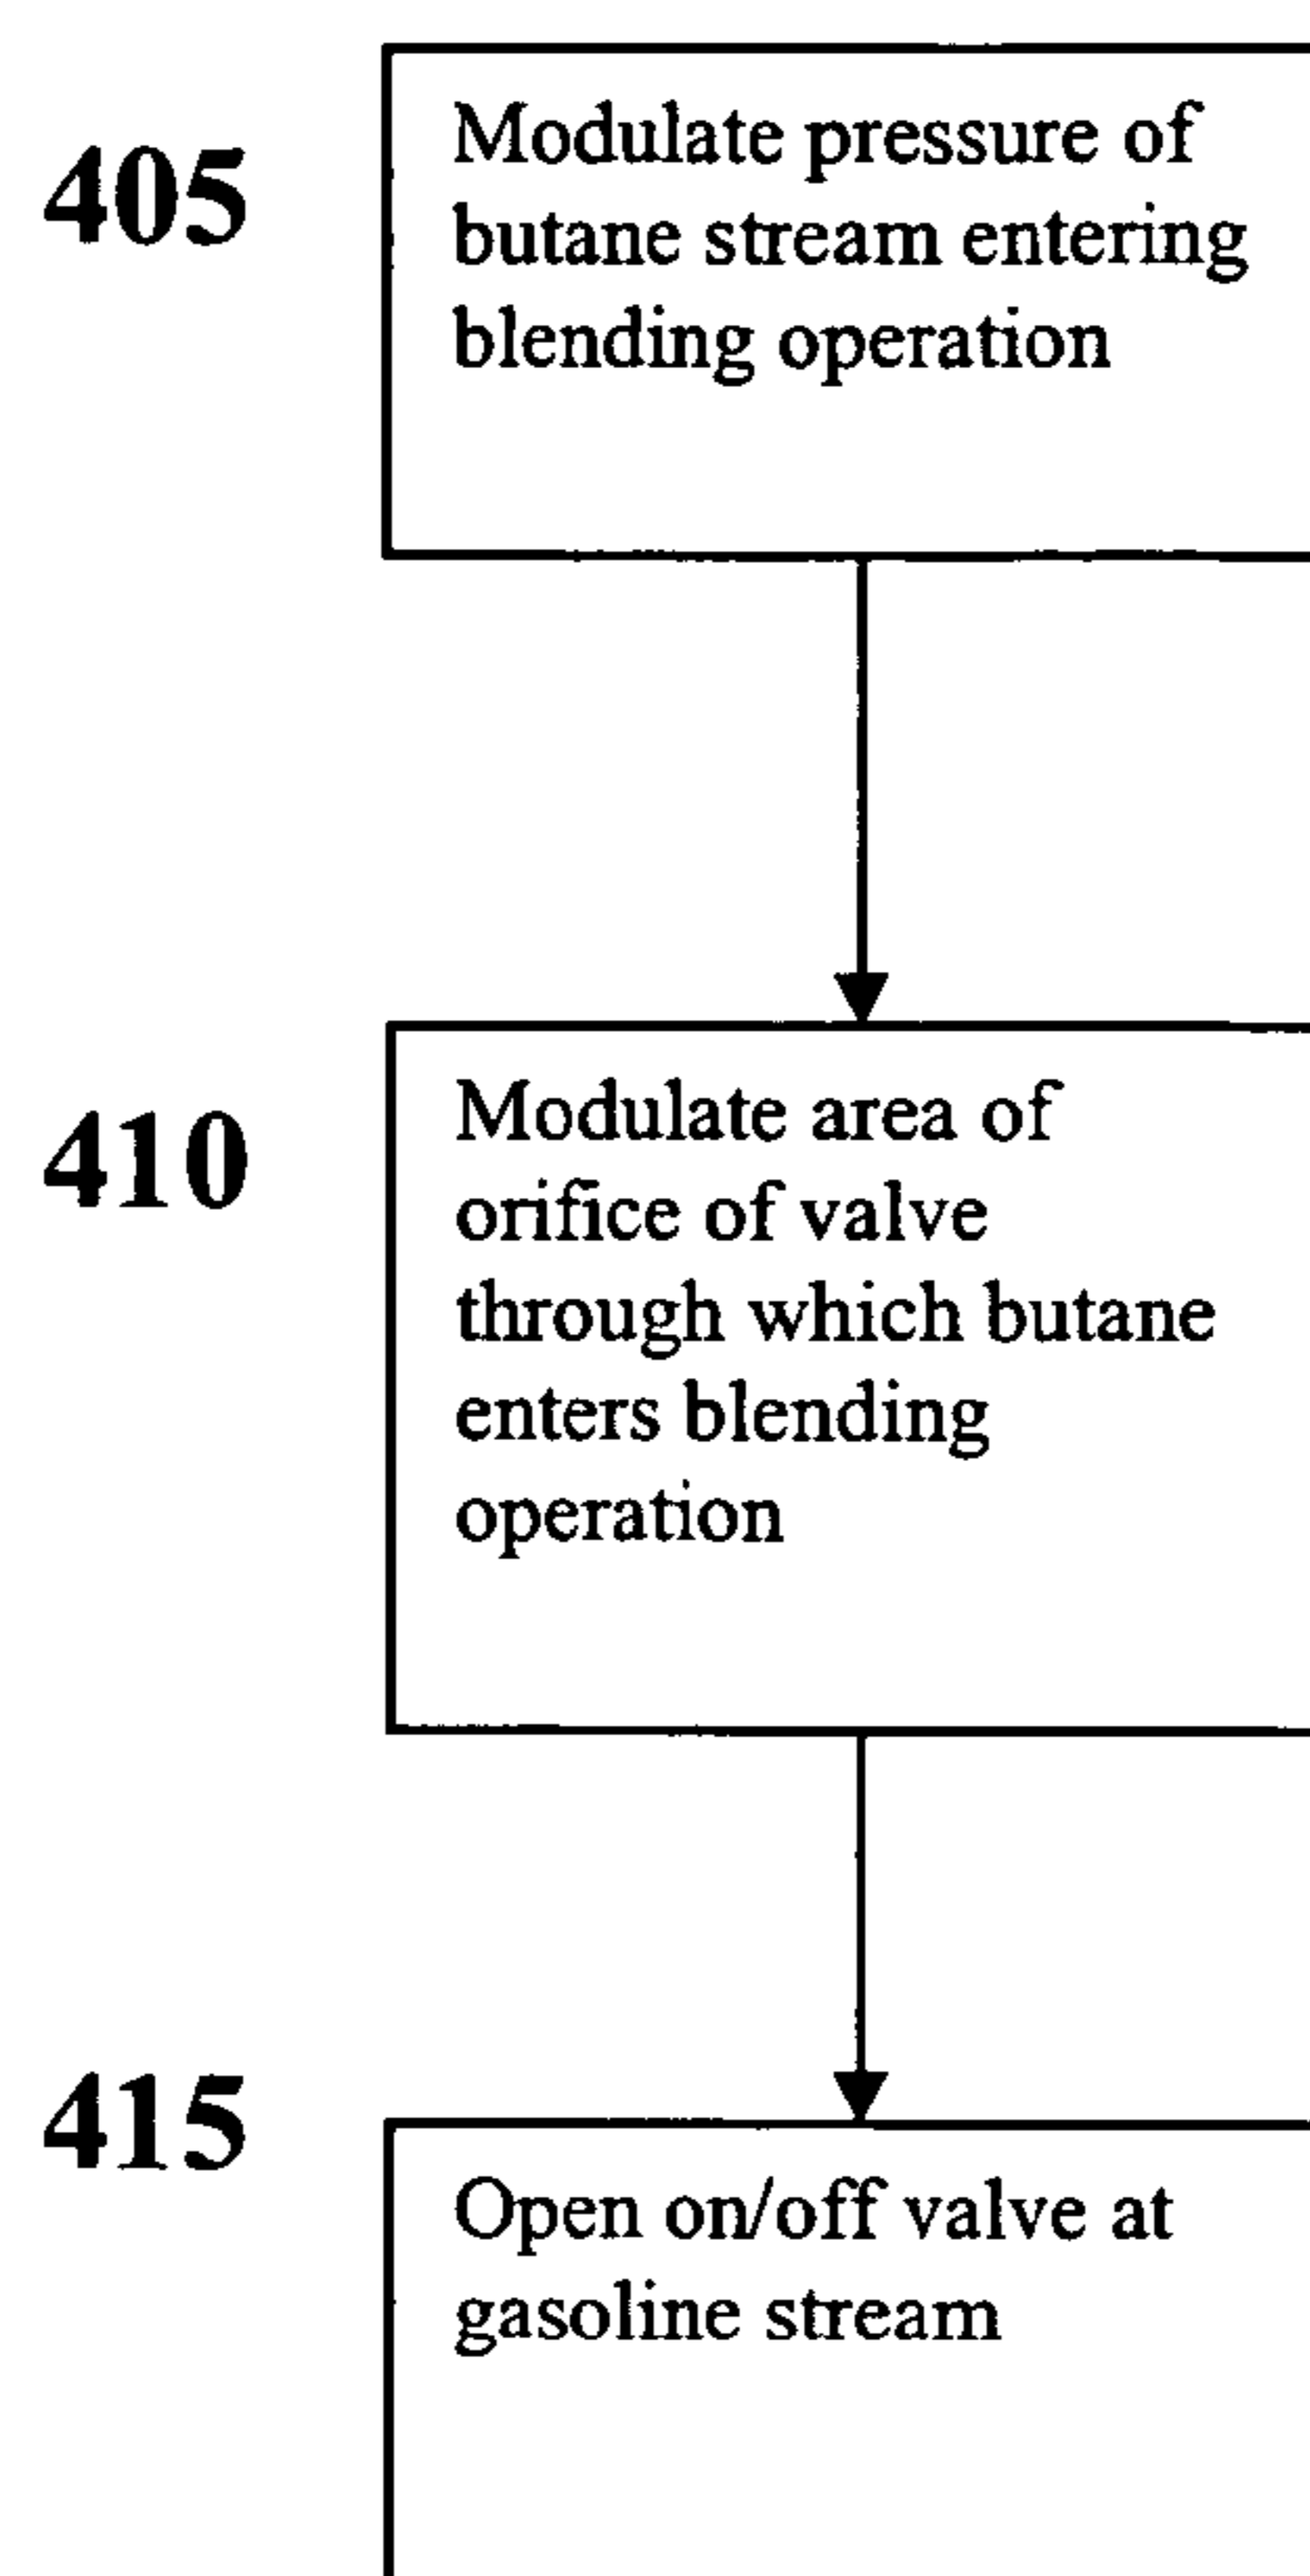 405
Modulate pressure of
butane stream entering
blending operation
410
Modulate area of
orifice of valve
through which butane
enters blending
operation
415
Open on/off valve at
gasoline stream